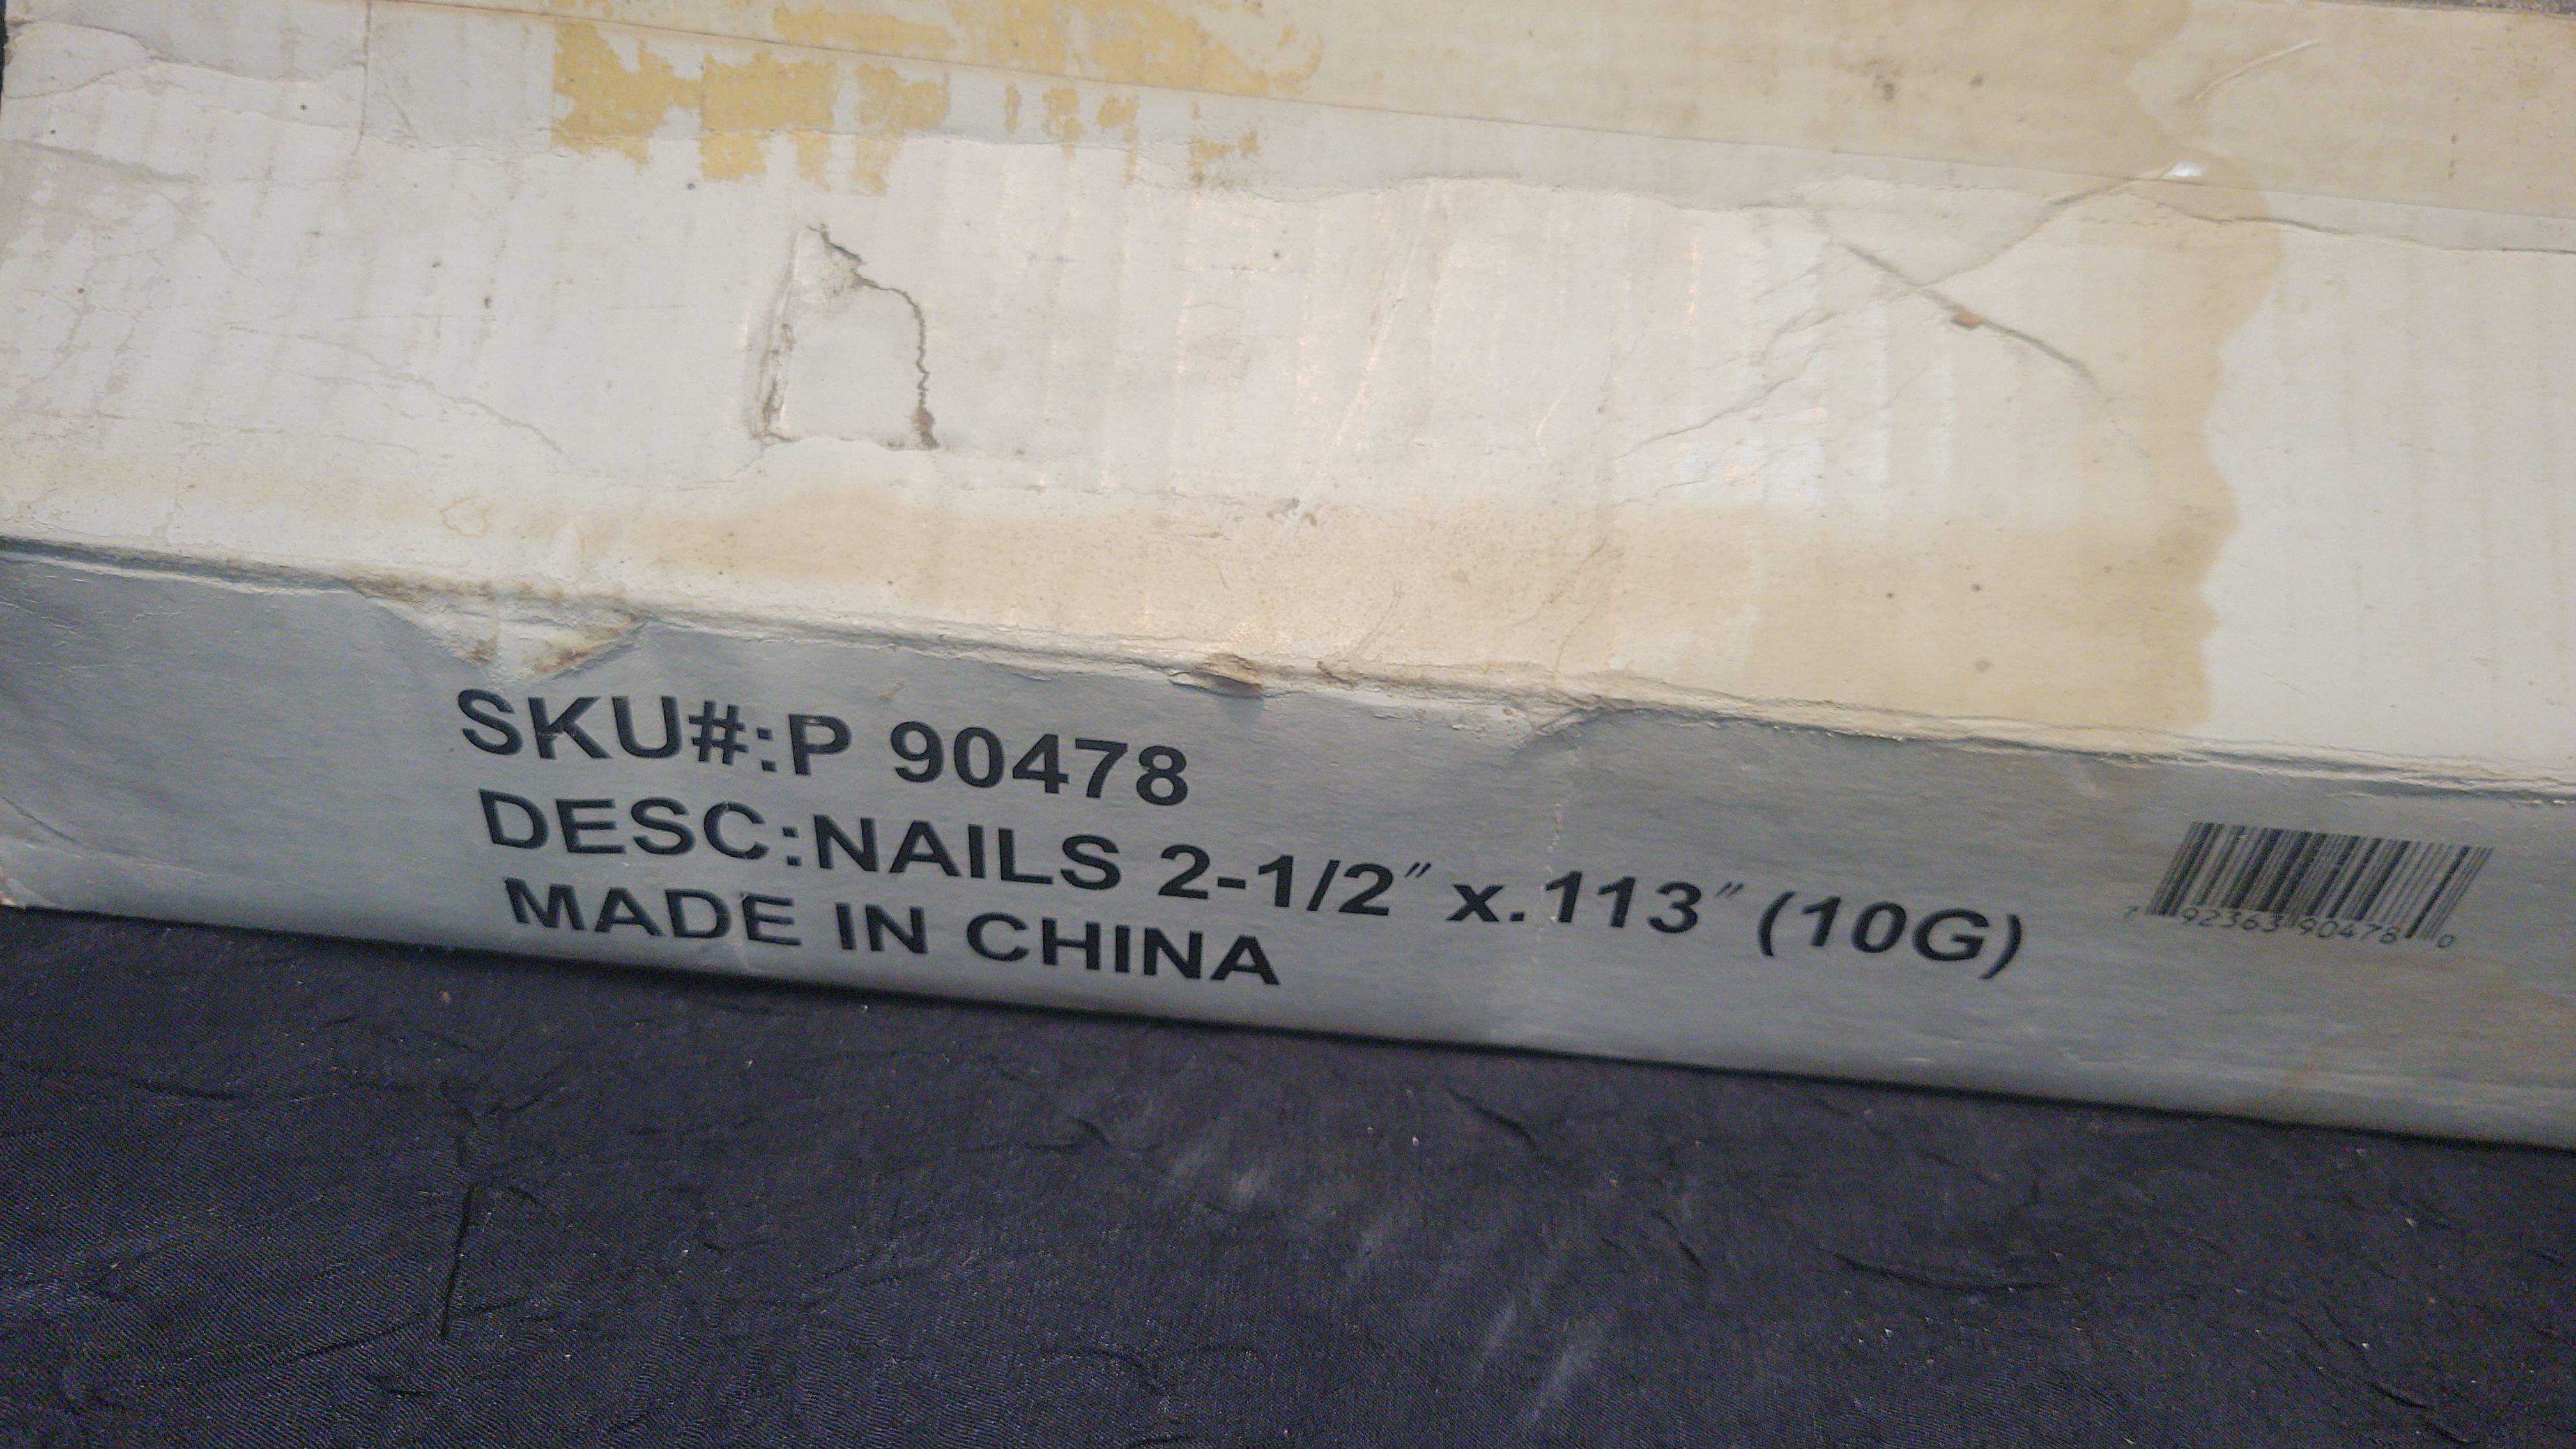 SKU#:P 90478
DESC:NAILS 2-1/2" x.113" (10G)
MADE IN CHINA
7 92363 90478 0